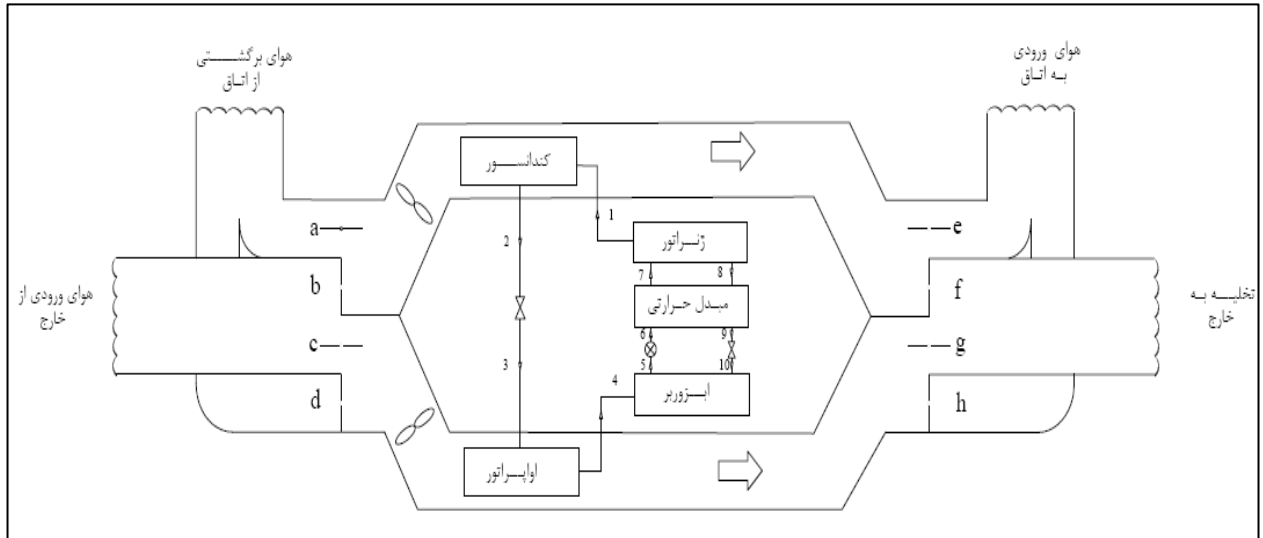 هوای برگشتی
از اتاق
هوای ورودی
به اتاق
کندانسور
1
2
ژنراتور
a
e
7
8
b
مبدل حرارتی
f
هوای ورودی از
خارج
تخلیه به
خارج
6
9
c
g
3
5
10
4
ابزوربر
d
h
اواپراتور